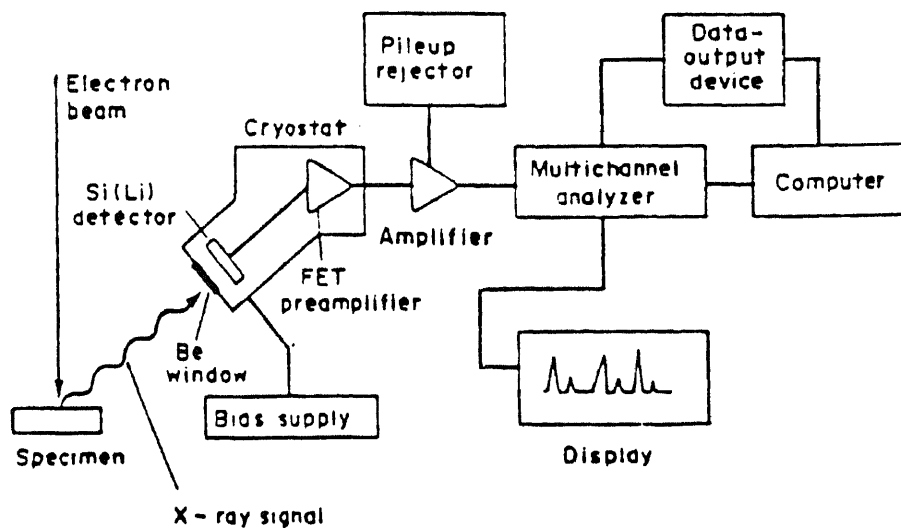 Electron
beam
Cryostat
Pileup
rejector
Data-
output
device
Si(Li)
detector
Multichannel
analyzer
Computer
Amplifier
FET
preamplifier
Be
window
Bias supply
Specimen
Display
X-ray signal